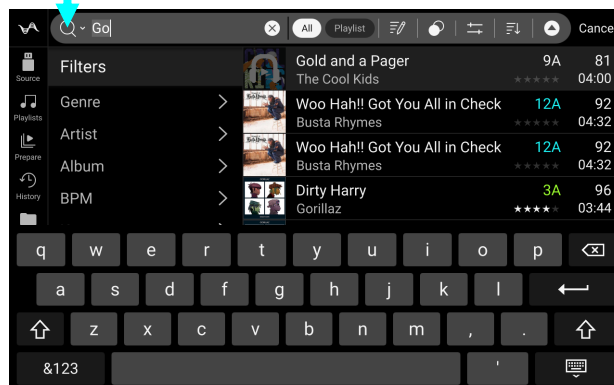 Go All Playlist Cance
Source
Playlists
Prepare
History
Filters
Genre
Artist
Album
BPM
Gold and a Pager 9A 81
The Cool Kids 04:00
Woo Hah!! Got You All in Check 12A 92
Busta Rhymes 04:32
Woo Hah!! Got You All in Check 12A 92
Busta Rhymes 04:32
Dirty Harry 3A 96
Gorillaz 03:44
q w e r t y u i o p
a s d f g h j k l
z x c v b n m , .
&123 '